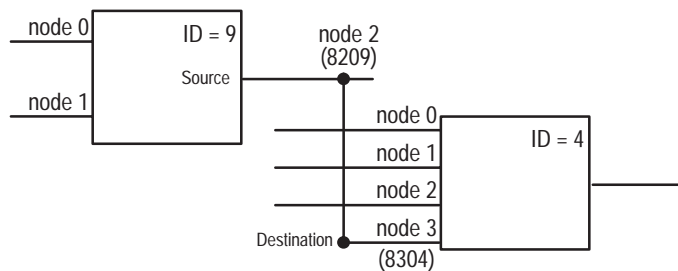 node 0
ID = 9
node 2
(8209)
Source
node 1
node 0
node 1
ID = 4
node 2
node 3
Destination
(8304)